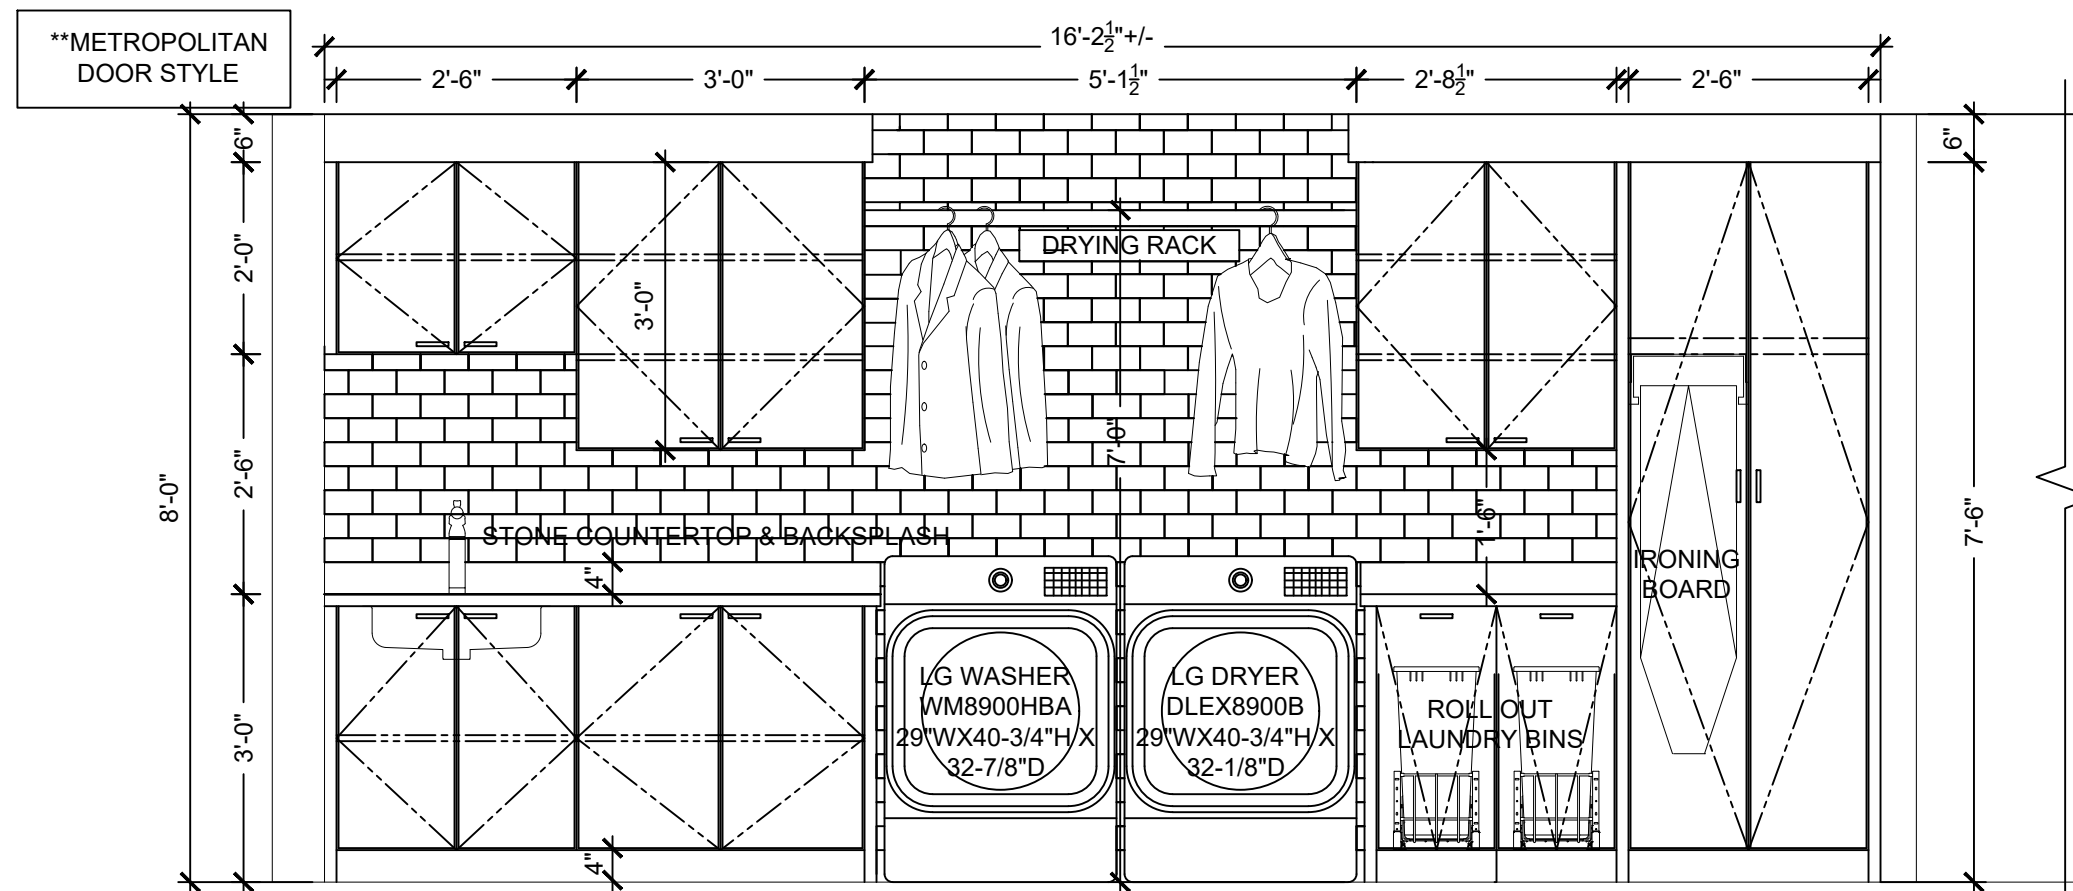 **METROPOLITAN
DOOR STYLE
16'-2½"+/-
2'-6"
3'-0"
5'-1½"
2'-8½"
2'-6"
6"
2'-0"
2'-6"
3'-0"
8'-0"
3'-0"
DRYING RACK
7'-0"
STONE COUNTERTOP & BACKSPLASH
4"
4"
LG WASHER
WM8900HBA
29"WX40-3/4"H X
32-7/8"D
LG DRYER
DLEX8900B
29"WX40-3/4"H X
32-1/8"D
1'-6"
ROLL OUT
LAUNDRY BINS
IRONING
BOARD
6"
7'-6"